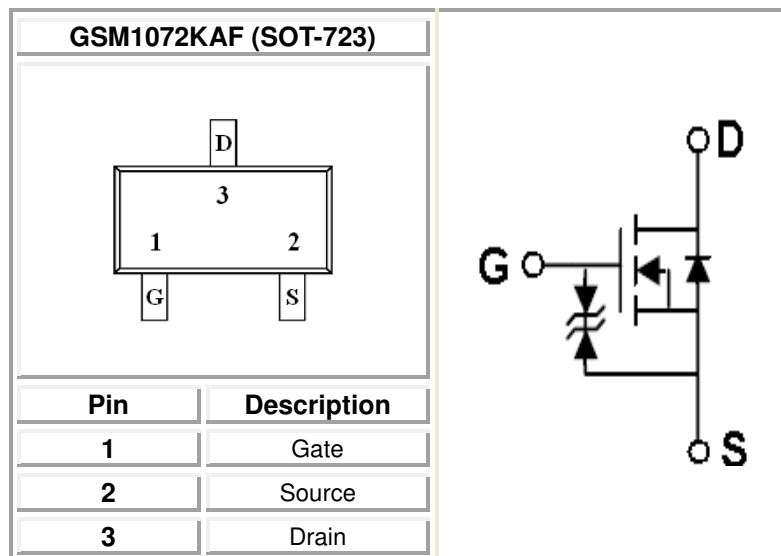 GSM1072KAF (SOT-723)
D
3
1 2
G S
Pin Description
1 Gate
2 Source
3 Drain
D
G
S